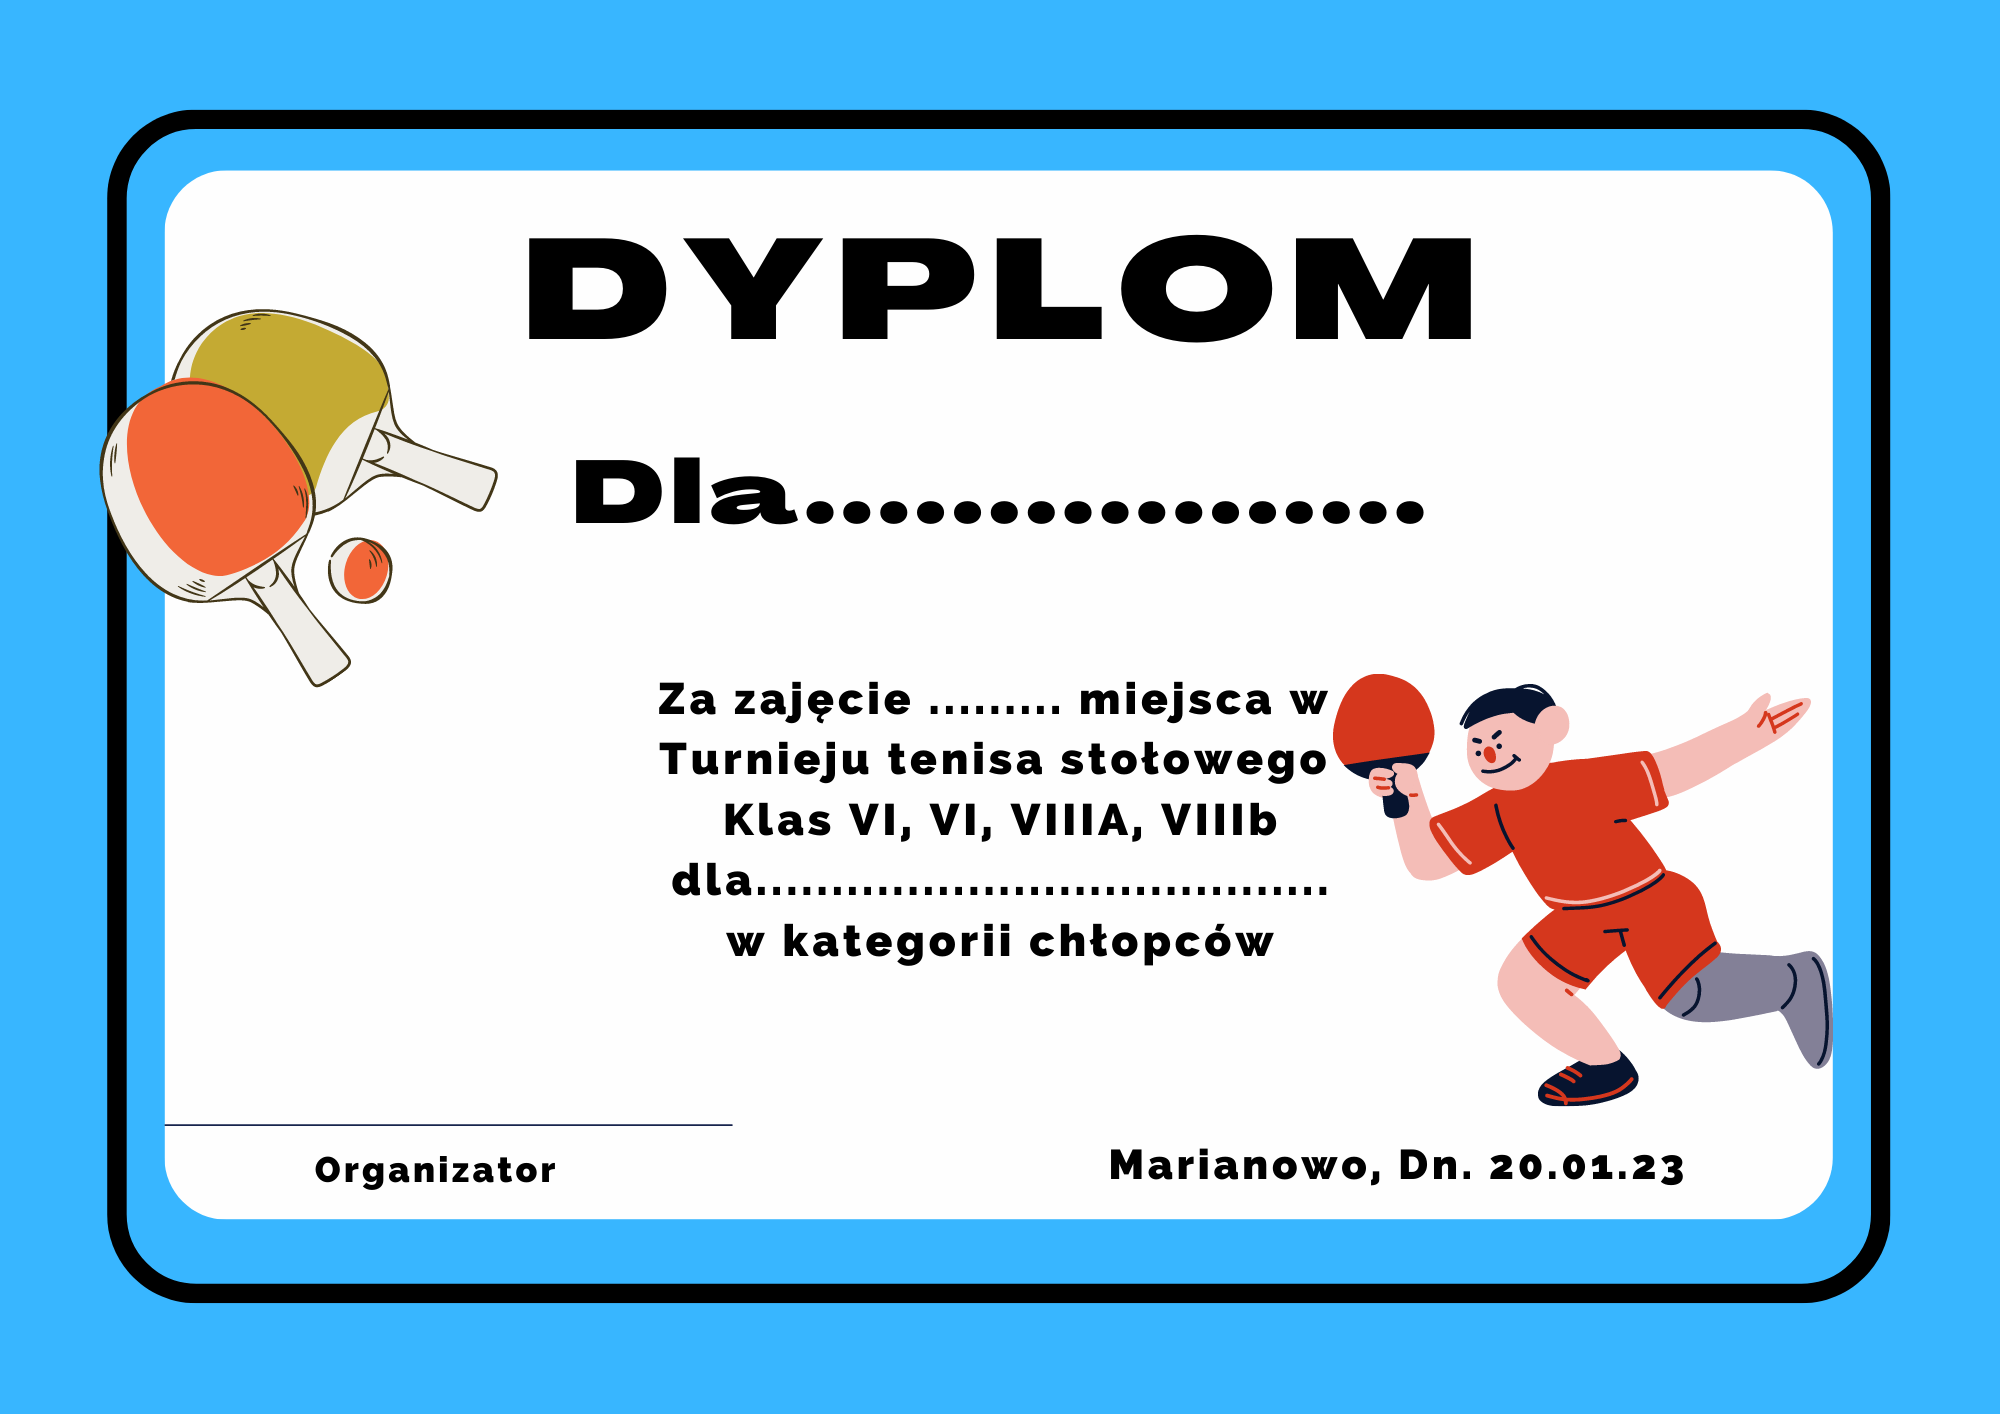 DYPLOM
Dla.................
Za zajęcie ......... miejsca w
Turnieju tenisa stołowego
Klas VI, VI, VIIIA, VIIIb
dla......................................
w kategorii chłopców
Organizator
Marianowo, Dn. 20.01.23